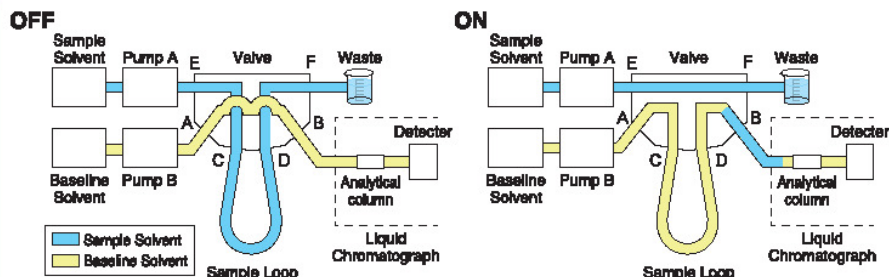 OFF
Sample
Solvent
Pump A
E
Valve
F
Waste
A
B
Detecter
C
D
Baseline
Solvent
Pump B
Analytical
column
Sample Solvent
Baseline Solvent
Liquid
Chromatograph
Sample Loop
ON
Sample
Solvent
Pump A
E
Valve
F
Waste
A
B
Detecter
C
D
Baseline
Solvent
Pump B
Analytical
column
Liquid
Chromatograph
Sample Loop